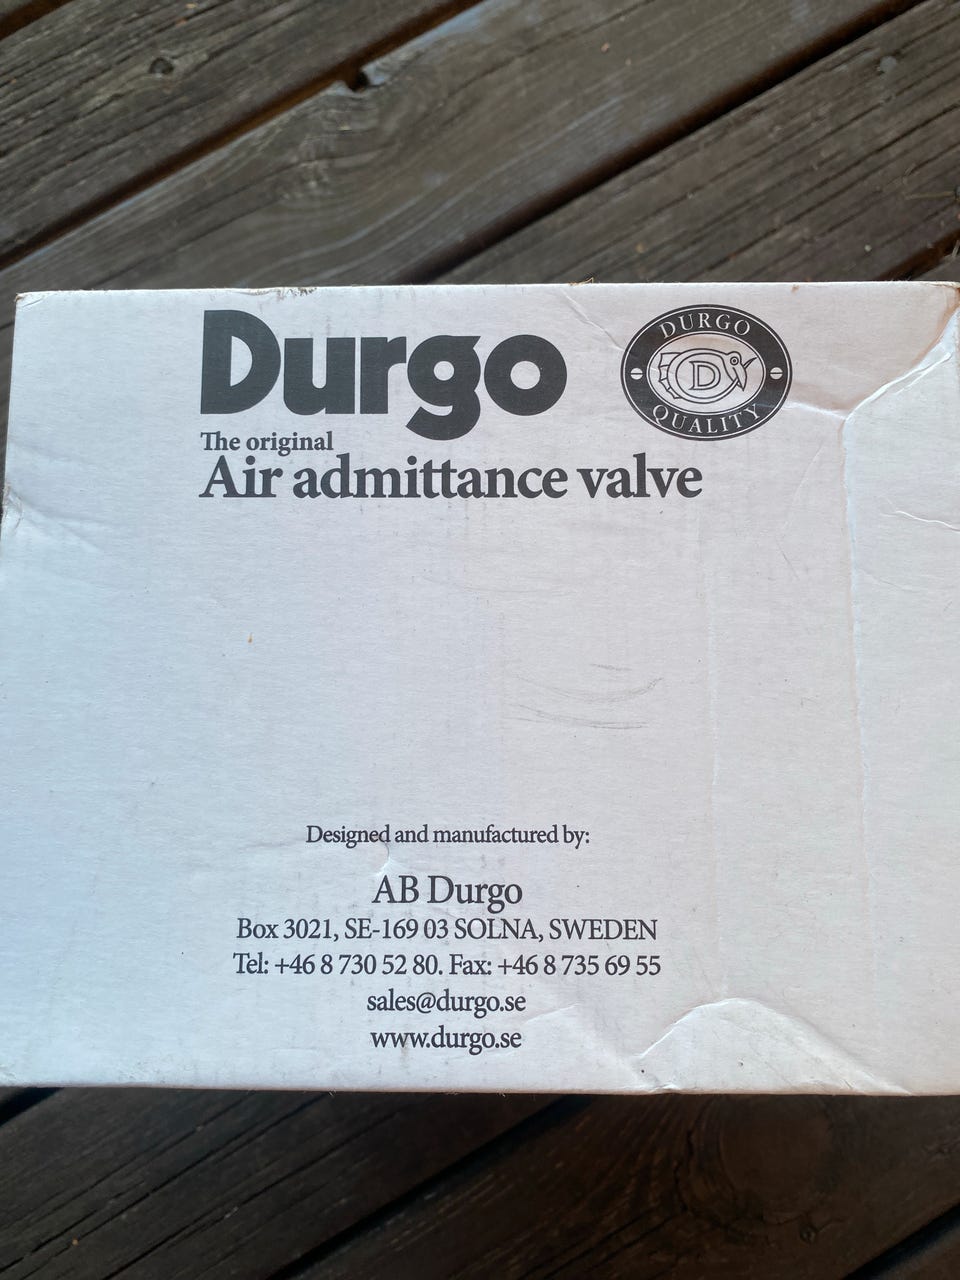 Durgo
DURGO
D
QUALITY
The original
Air admittance valve
Designed and manufactured by:
AB Durgo
Box 3021, SE-169 03 SOLNA, SWEDEN
Tel: +46 8 730 52 80. Fax: +46 8 735 69 55
sales@durgo.se
www.durgo.se